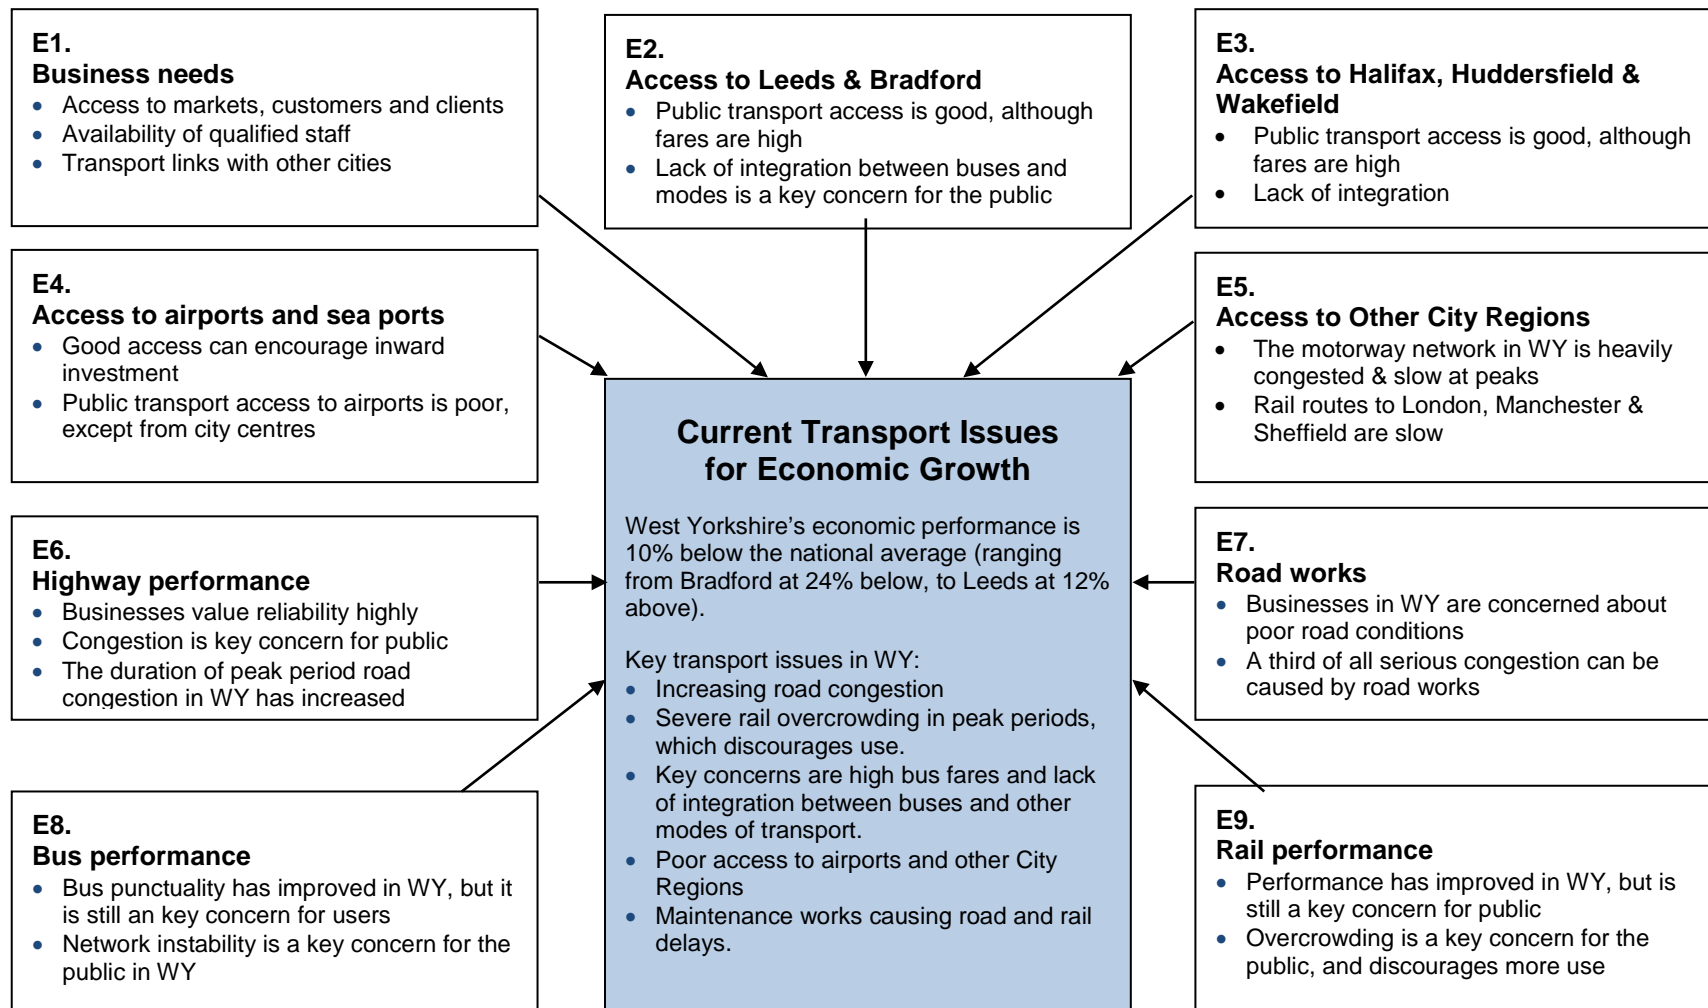 E1.
Business needs
• Access to markets, customers and clients
• Availability of qualified staff
• Transport links with other cities
E2.
Access to Leeds & Bradford
• Public transport access is good, although
fares are high
• Lack of integration between buses and
modes is a key concern for the public
E3.
Access to Halifax, Huddersfield &
Wakefield
• Public transport access is good, although
fares are high
• Lack of integration
E4.
Access to airports and sea ports
• Good access can encourage inward
investment
• Public transport access to airports is poor,
except from city centres
E5.
Access to Other City Regions
• The motorway network in WY is heavily
congested & slow at peaks
• Rail routes to London, Manchester &
Sheffield are slow
Current Transport Issues
for Economic Growth
West Yorkshire’s economic performance is
10% below the national average (ranging
from Bradford at 24% below, to Leeds at 12%
above).
Key transport issues in WY:
• Increasing road congestion
• Severe rail overcrowding in peak periods,
which discourages use.
• Key concerns are high bus fares and lack
of integration between buses and other
modes of transport.
• Poor access to airports and other City
Regions
• Maintenance works causing road and rail
delays.
E6.
Highway performance
• Businesses value reliability highly
• Congestion is key concern for public
• The duration of peak period road
congestion in WY has increased
E7.
Road works
• Businesses in WY are concerned about
poor road conditions
• A third of all serious congestion can be
caused by road works
E8.
Bus performance
• Bus punctuality has improved in WY, but it
is still an key concern for users
• Network instability is a key concern for the
public in WY
E9.
Rail performance
• Performance has improved in WY, but is
still a key concern for public
• Overcrowding is a key concern for the
public, and discourages more use